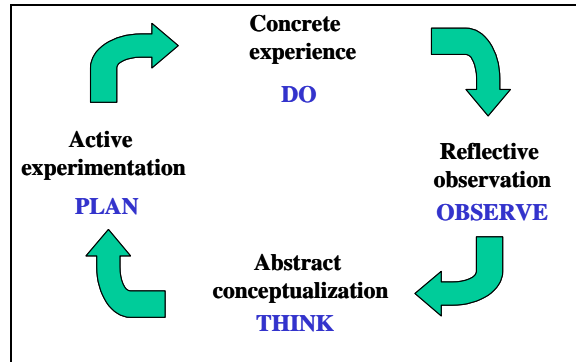 Concrete
experience
DO
Active
experimentation
PLAN
Reflective
observation
OBSERVE
Abstract
conceptualization
THINK